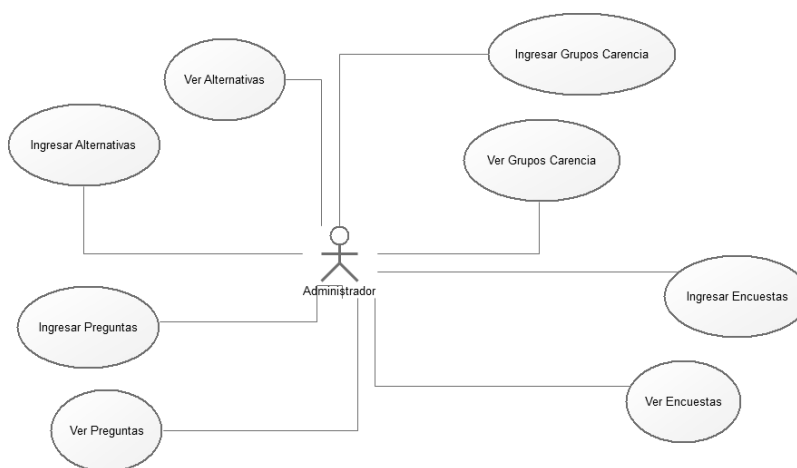 Ingresar Grupos Carencia
Ver Alternativas
Ingresar Alternativas
Ver Grupos Carencia
Administrador
Ingresar Encuestas
Ingresar Preguntas
Ver Encuestas
Ver Preguntas